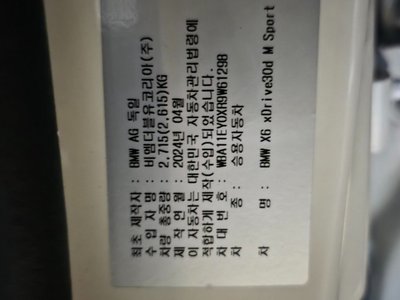 최초 제작자 : BMW AG 독일
수 입 자 명 : 비엠더블유코리아(주)
차량 총중량 : 2,715(2,615)KG
제 작 연 월 : 2024년 04월
이 자동차는 대한민국 자동차관리법령에
적합하게 제작(수입)되었습니다.
차 대 번 호 : WBA11EY0XR9W61298
차 종 : 승용자동차
차 명 : BMW X6 xDrive30d M Sport